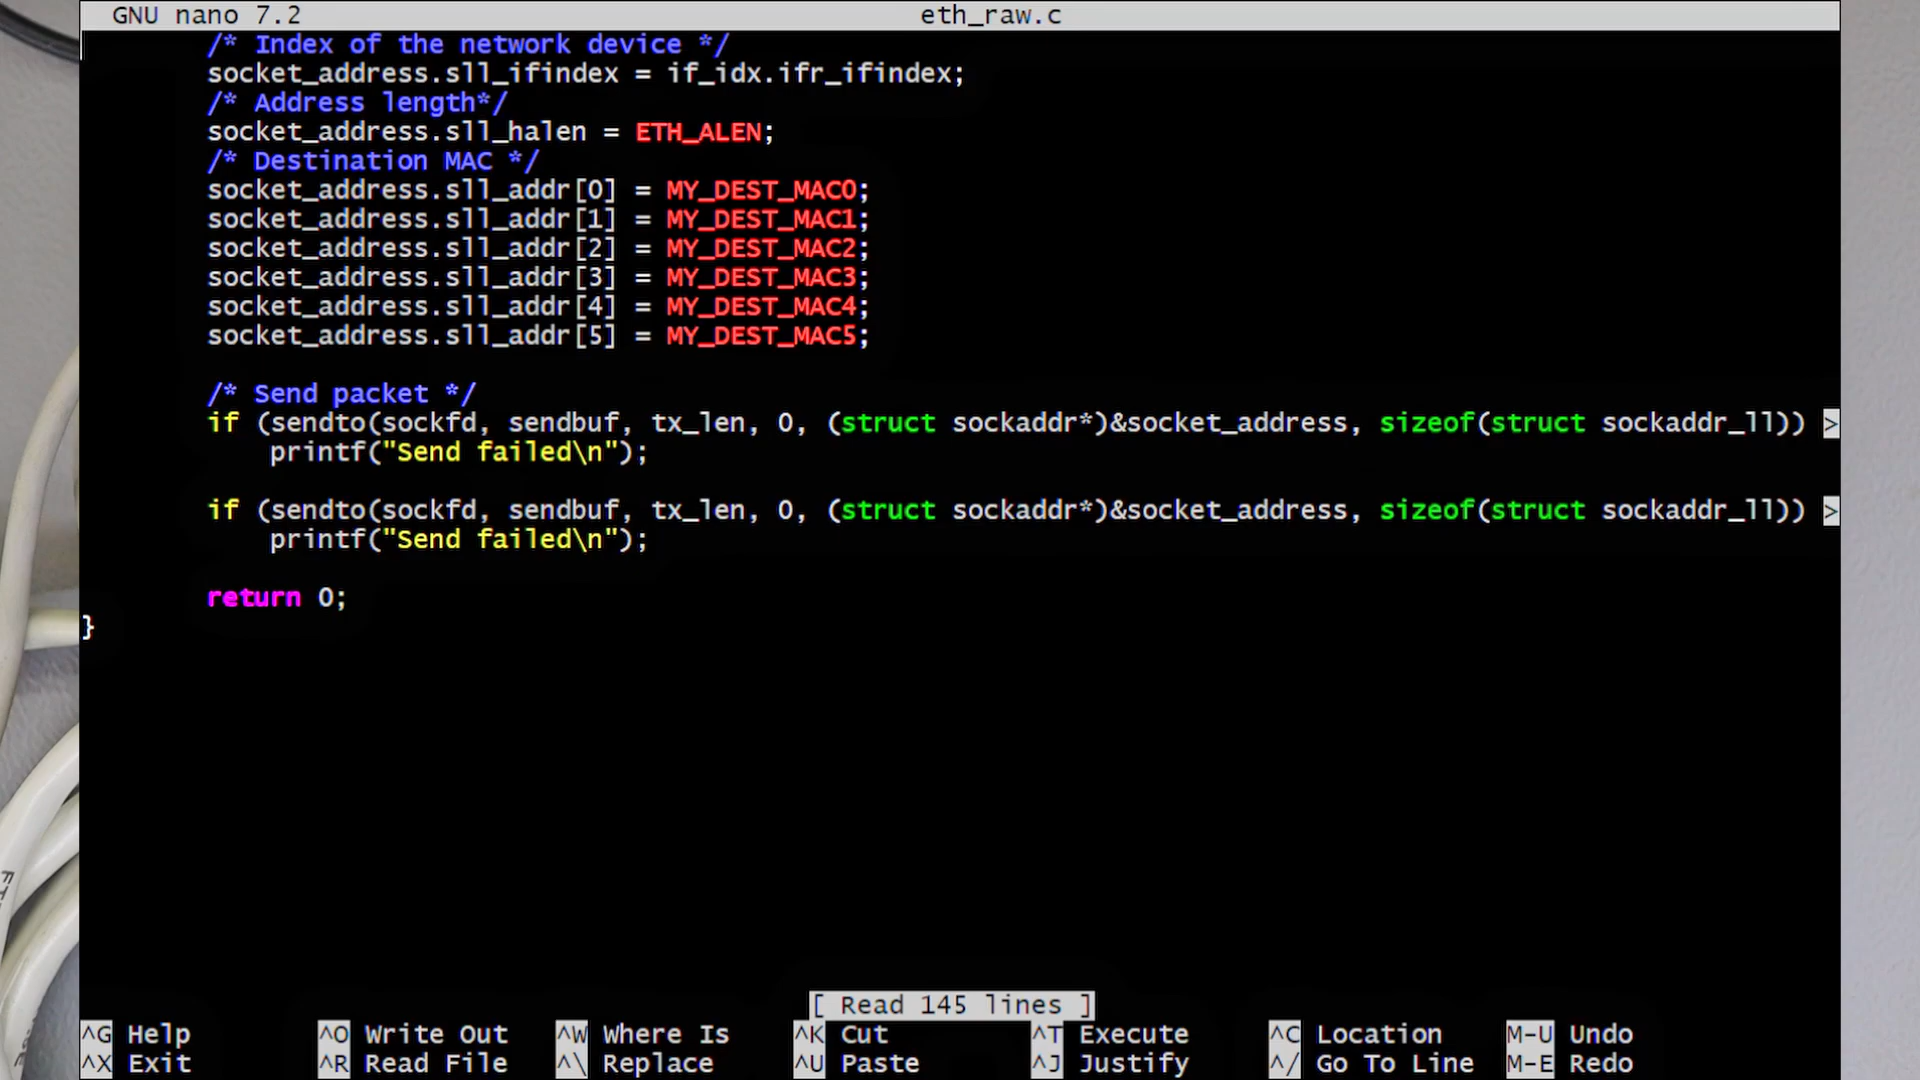 GNU nano 7.2 eth_raw.c
/* Index of the network device */
socket_address.sll_ifindex = if_idx.ifr_ifindex;
/* Address length*/
socket_address.sll_halen = ETH_ALEN;
/* Destination MAC */
socket_address.sll_addr[0] = MY_DEST_MAC0;
socket_address.sll_addr[1] = MY_DEST_MAC1;
socket_address.sll_addr[2] = MY_DEST_MAC2;
socket_address.sll_addr[3] = MY_DEST_MAC3;
socket_address.sll_addr[4] = MY_DEST_MAC4;
socket_address.sll_addr[5] = MY_DEST_MAC5;
/* Send packet */
if (sendto(sockfd, sendbuf, tx_len, 0, (struct sockaddr*)&socket_address, sizeof(struct sockaddr_ll)) >
printf("Send failed\n");
if (sendto(sockfd, sendbuf, tx_len, 0, (struct sockaddr*)&socket_address, sizeof(struct sockaddr_ll)) >
printf("Send failed\n");
return 0;
}
[ Read 145 lines ]
^G Help ^O Write Out ^W Where Is ^K Cut ^T Execute ^C Location M-U Undo
^X Exit ^R Read File ^\ Replace ^U Paste ^J Justify ^/ Go To Line M-E Redo